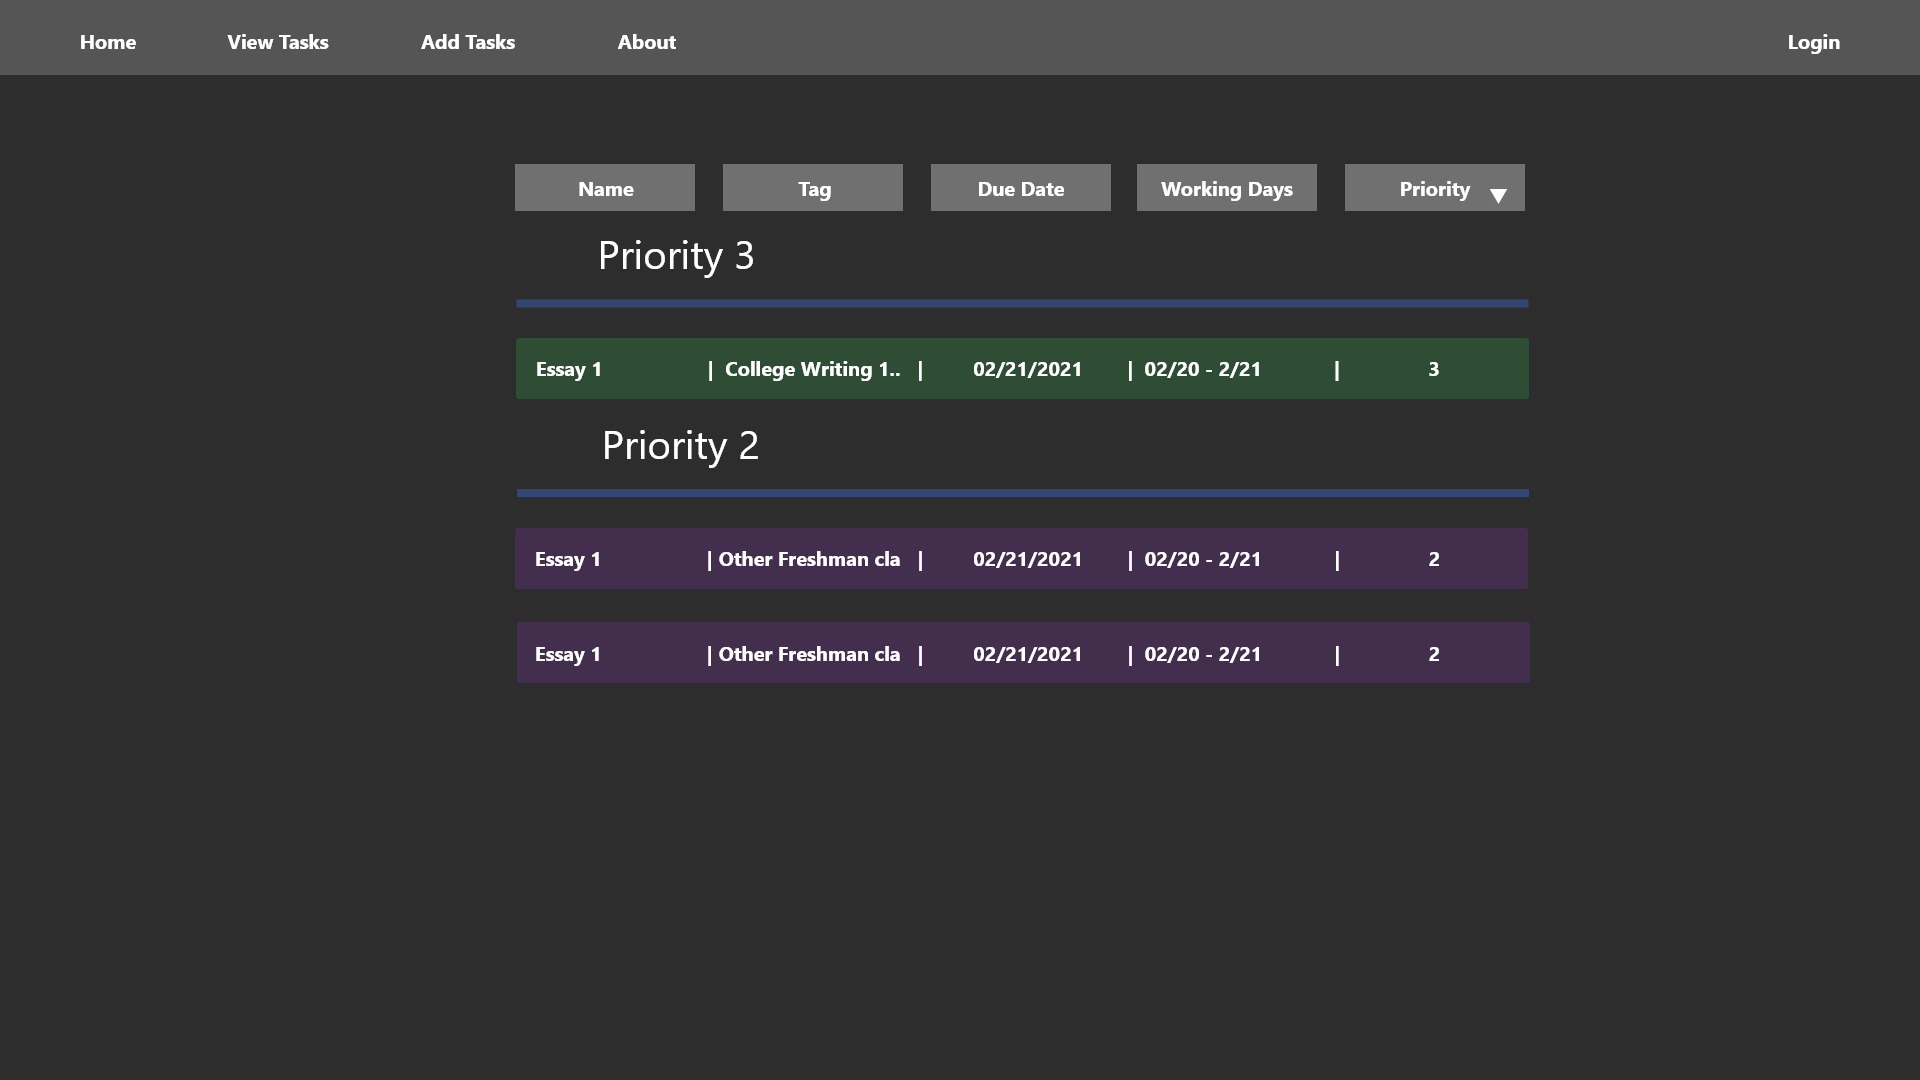 Home View Tasks Add Tasks About Login
Name Tag Due Date Working Days Priority ▼
Priority 3
Essay 1 | College Writing 1.. | 02/21/2021 | 02/20 - 2/21 | 3
Priority 2
Essay 1 | Other Freshman cla | 02/21/2021 | 02/20 - 2/21 | 2
Essay 1 | Other Freshman cla | 02/21/2021 | 02/20 - 2/21 | 2